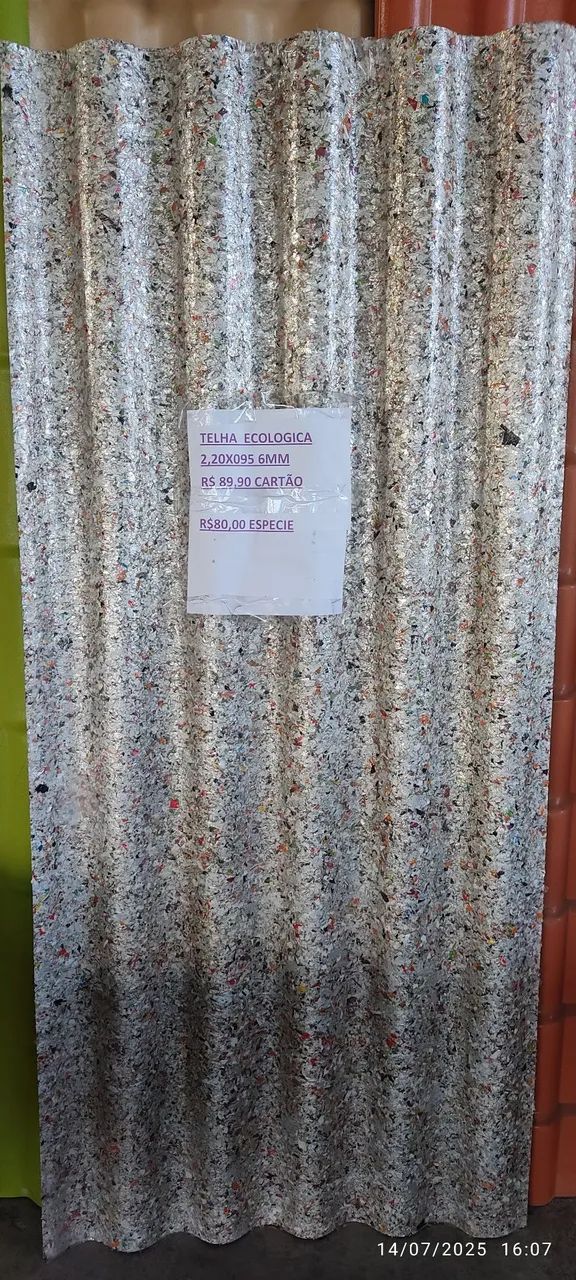 TELHA ECOLOGICA
2,20X095 6MM
R$ 89,90 CARTÃO
R$80,00 ESPECIE
14/07/2025 16:07